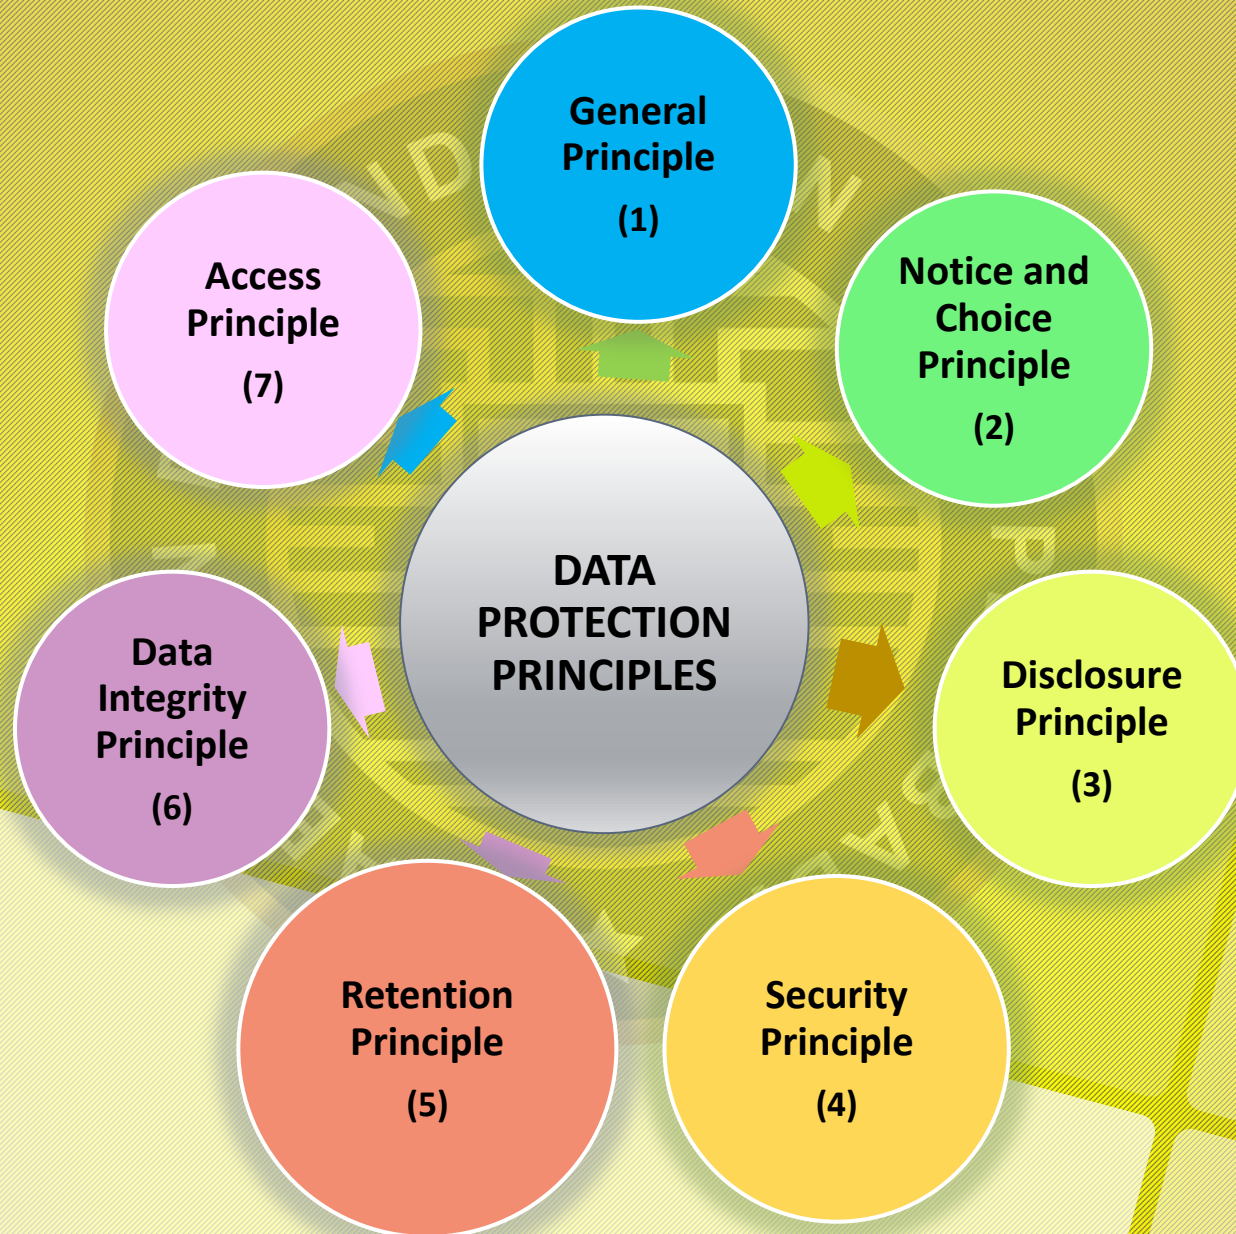 General
Principle
(1)
Notice and
Choice
Principle
(2)
Disclosure
Principle
(3)
Security
Principle
(4)
Retention
Principle
(5)
Data
Integrity
Principle
(6)
Access
Principle
(7)
DATA
PROTECTION
PRINCIPLES